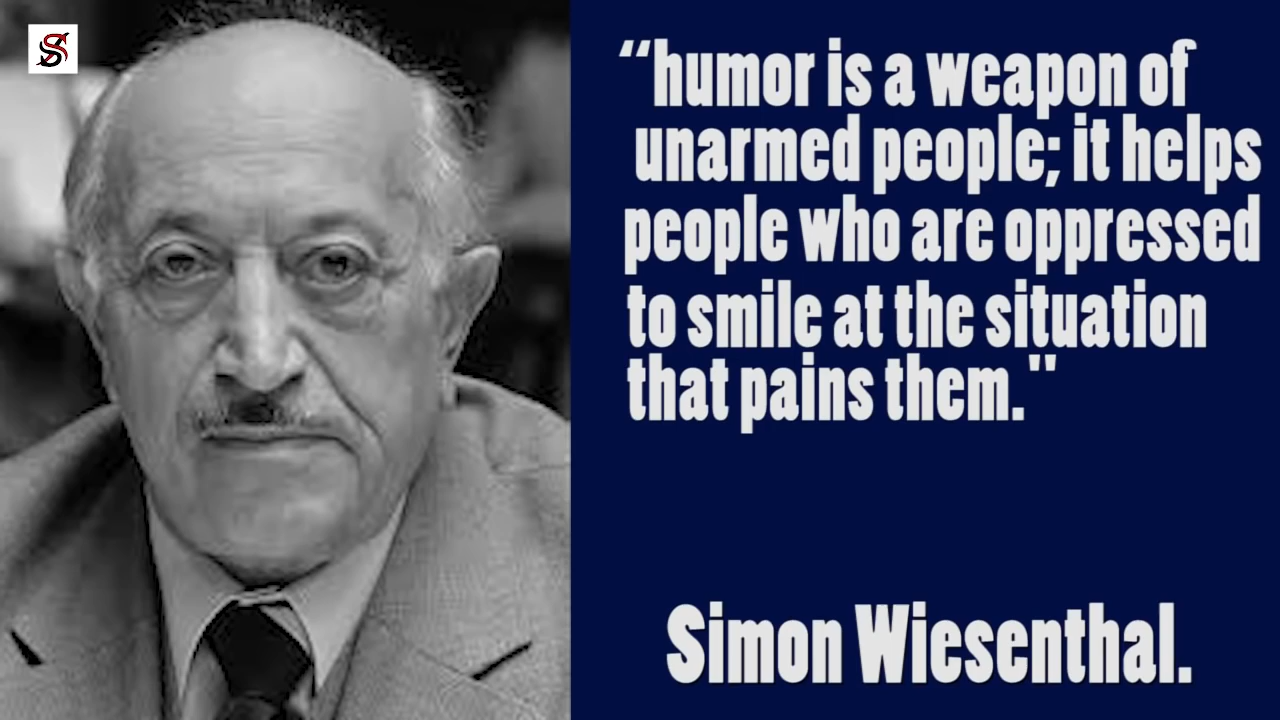 “humor is a weapon of
unarmed people; it helps
people who are oppressed
to smile at the situation
that pains them."
Simon Wiesenthal.